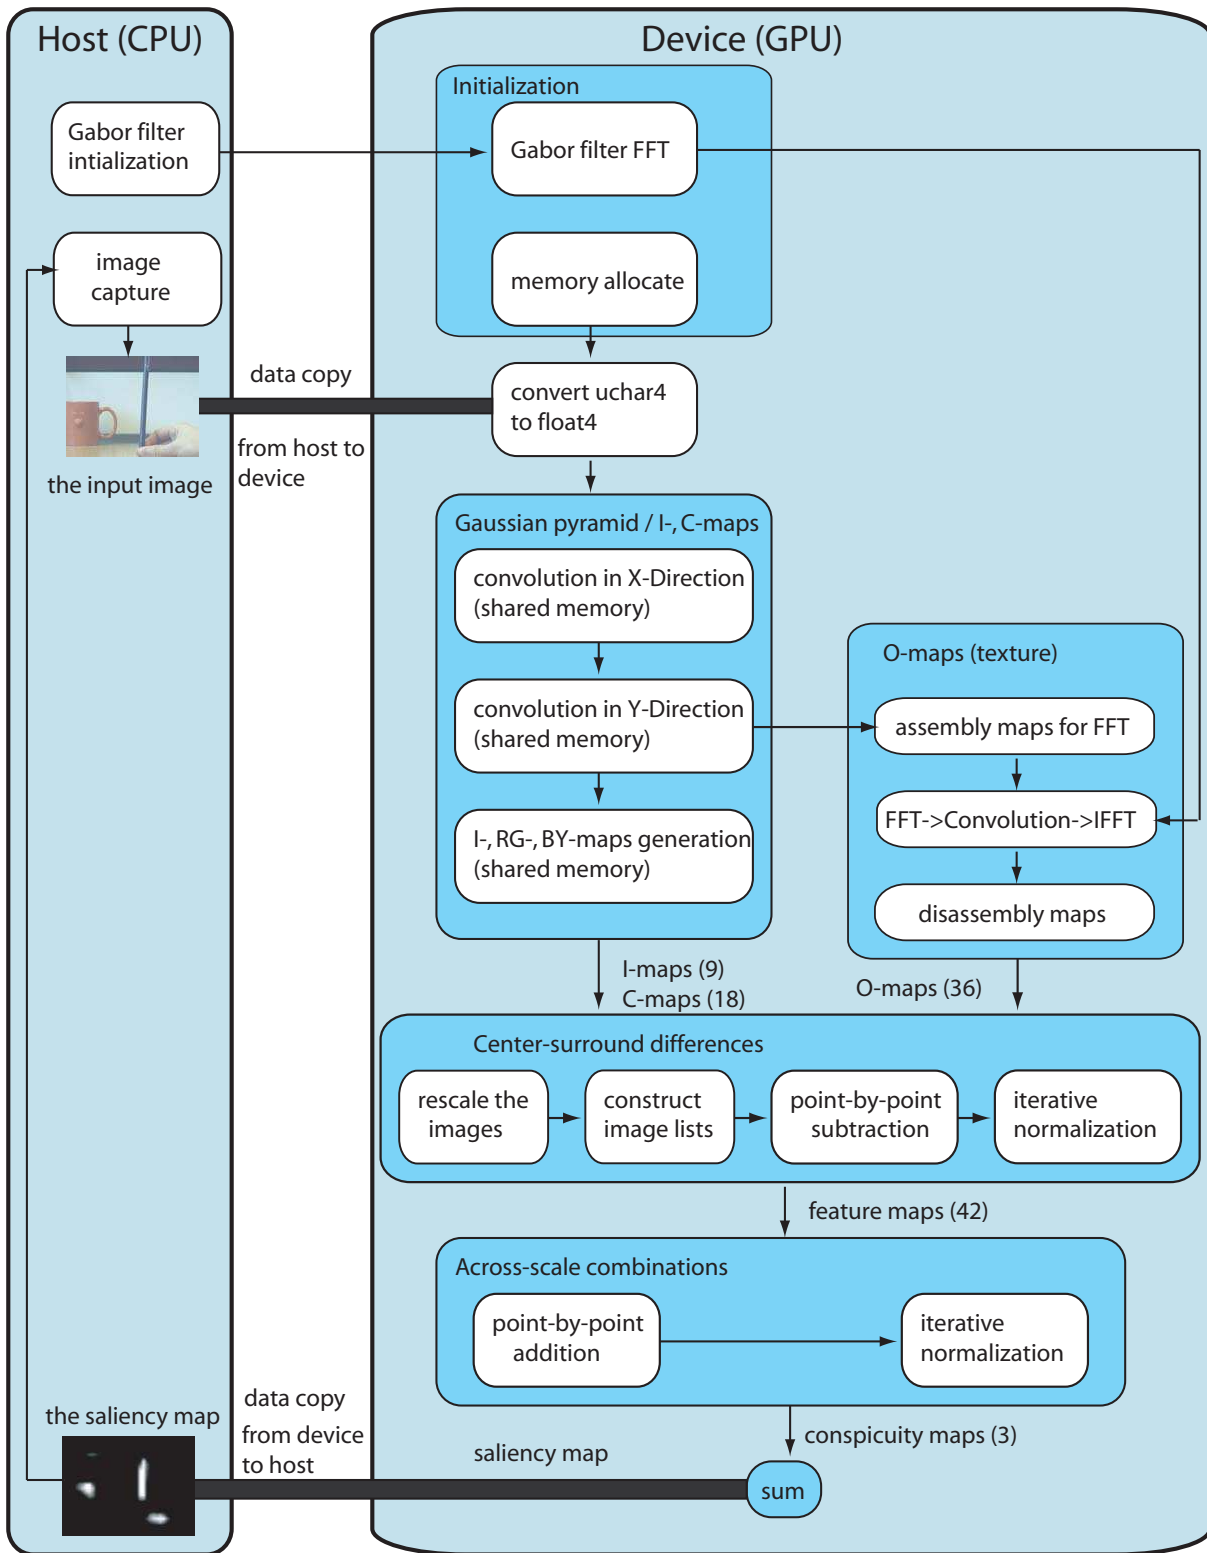 Host (CPU)
Device (GPU)
Initialization
Gabor filter
intialization
Gabor filter FFT
image
capture
memory allocate
data copy
convert uchar4
to float4
from host to
device
the input image
Gaussian pyramid / I-, C-maps
convolution in X-Direction
(shared memory)
O-maps (texture)
convolution in Y-Direction
(shared memory)
assembly maps for FFT
I-, RG-, BY-maps generation
(shared memory)
FFT->Convolution->IFFT
disassembly maps
I-maps (9)
C-maps (18)
O-maps (36)
Center-surround differences
rescale the
images
construct
image lists
point-by-point
subtraction
iterative
normalization
feature maps (42)
Across-scale combinations
point-by-point
addition
iterative
normalization
data copy
the saliency map
from device
to host
conspicuity maps (3)
saliency map
sum